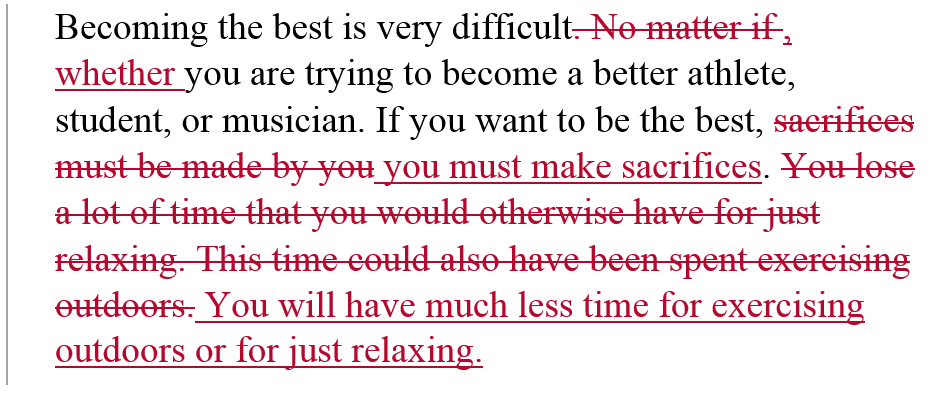 Becoming the best is very difficult. No matter if ,
whether you are trying to become a better athlete,
student, or musician. If you want to be the best, sacrifices
must be made by you you must make sacrifices. You lose
a lot of time that you would otherwise have for just
relaxing. This time could also have been spent exercising
outdoors. You will have much less time for exercising
outdoors or for just relaxing.